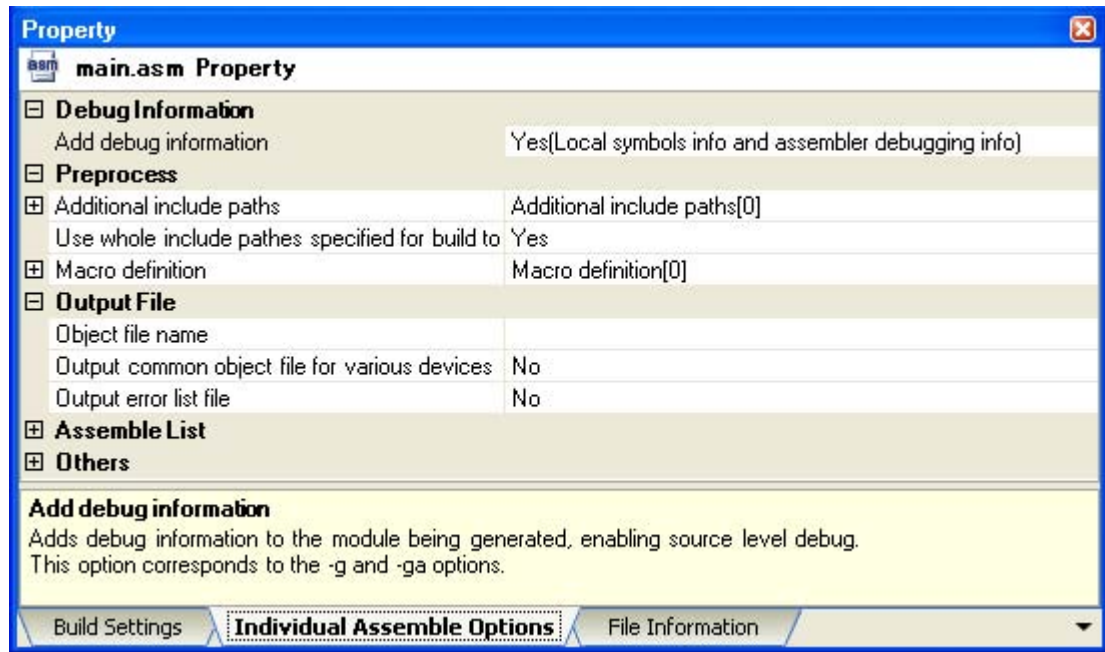 Property
asm main.asm Property
Debug Information
Add debug information Yes(Local symbols info and assembler debugging info)
Preprocess
Additional include paths Additional include paths[0]
Use whole include pathes specified for build to Yes
Macro definition Macro definition[0]
Output File
Object file name
Output common object file for various devices No
Output error list file No
Assemble List
Others
Add debug information
Adds debug information to the module being generated, enabling source level debug.
This option corresponds to the -g and -ga options.
Build Settings Individual Assemble Options File Information